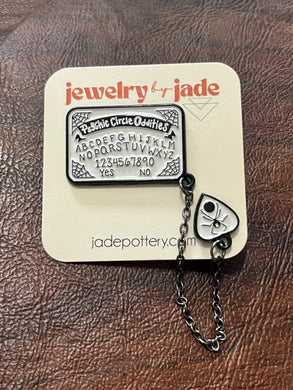 jewelry by jade
Psychic Circle Oddities
ABCDEFGHIJKLM
NOPQRSTUVWXYZ
1234567890
YES NO
jadepottery.com